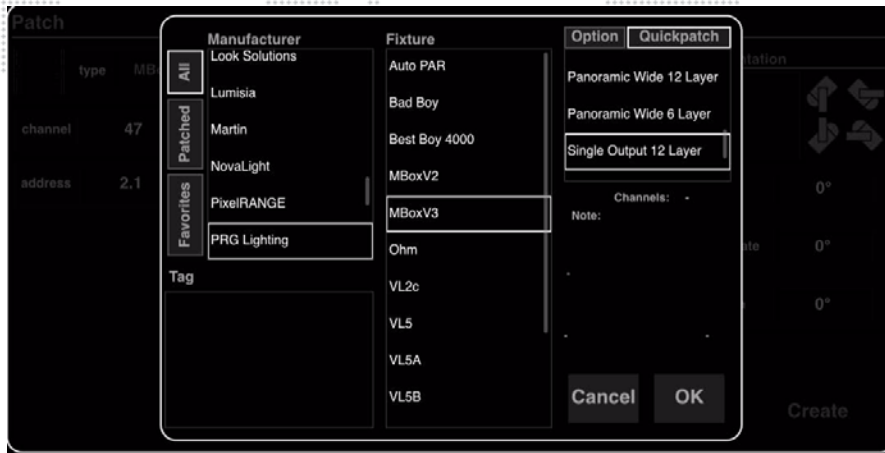 Patch
type MB
channel 47
address 2.1
All
Patched
Favorites
Manufacturer
Look Solutions
Lumisia
Martin
NovaLight
PixelRANGE
PRG Lighting
Tag
Fixture
Auto PAR
Bad Boy
Best Boy 4000
MBoxV2
MBoxV3
Ohm
VL2c
VL5
VL5A
VL5B
Option Quickpatch
Panoramic Wide 12 Layer
Panoramic Wide 6 Layer
Single Output 12 Layer
Channels: -
Note:
-
- -
Cancel OK
ntation
0°
ate 0°
0°
Create